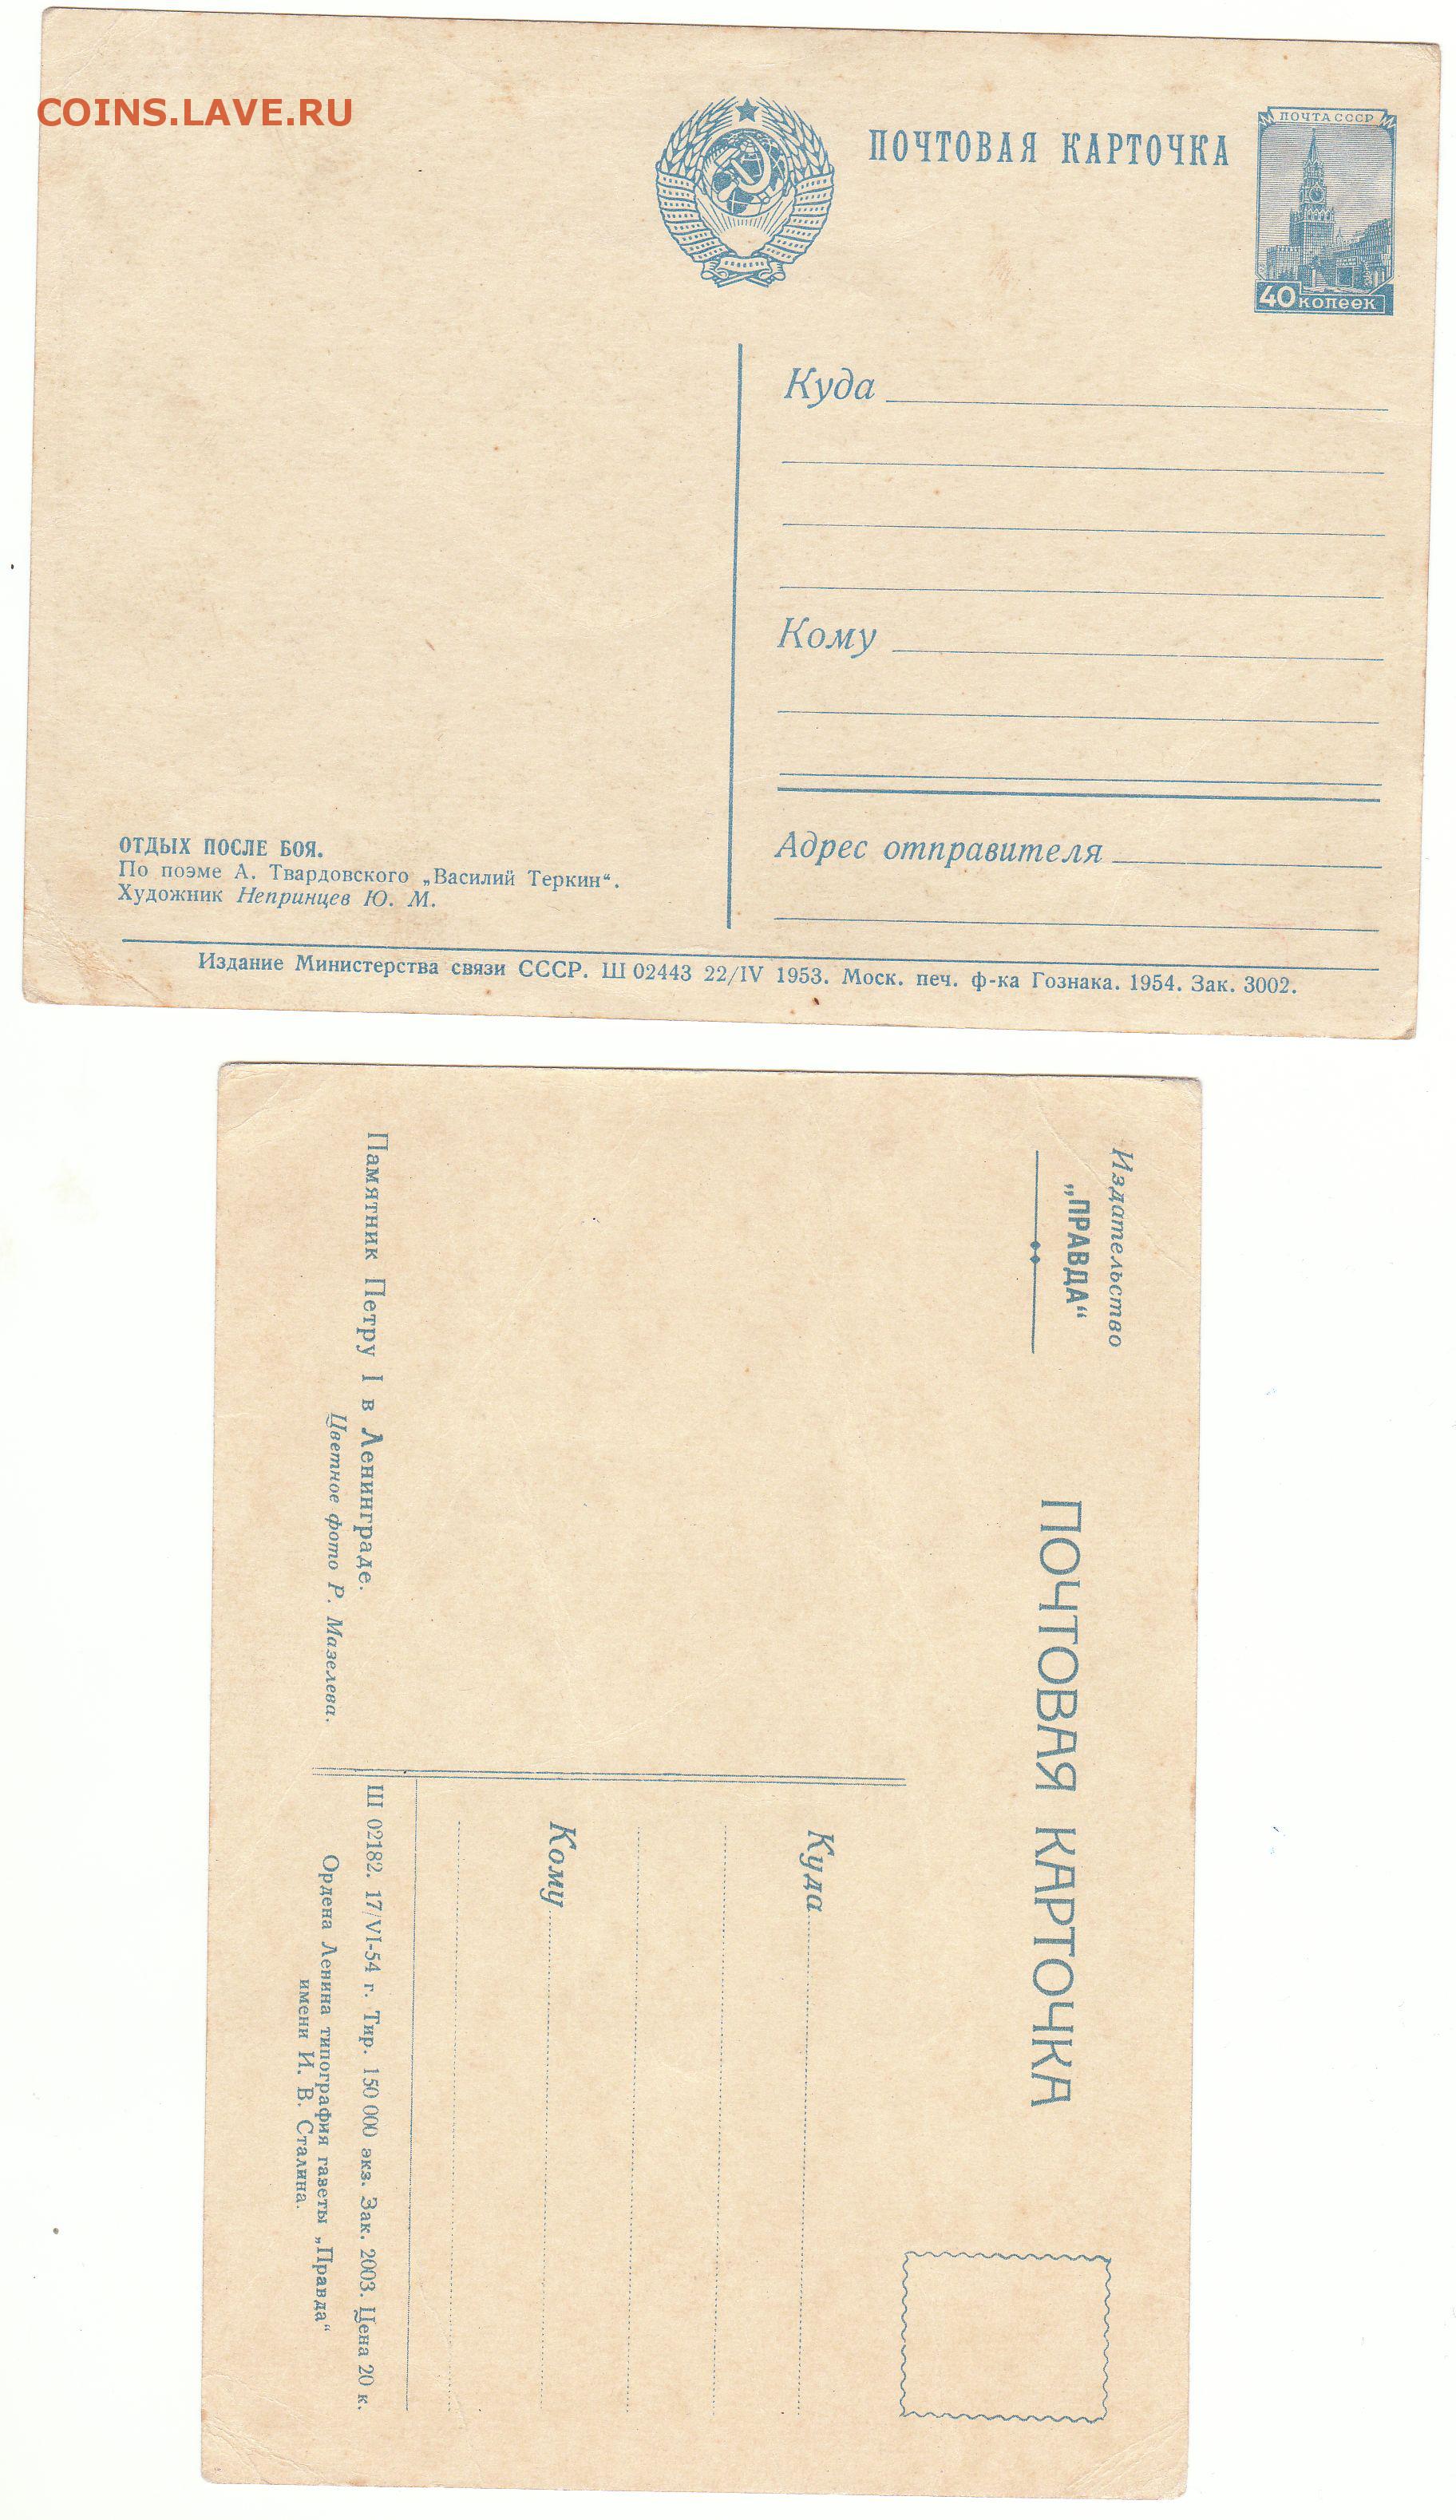 COINS.LAVE.RU
ПОЧТОВАЯ КАРТОЧКА
ПОЧТА СССР
40 КОПЕЕК
Куда
Кому
Адрес отправителя
ОТДЫХ ПОСЛЕ БОЯ.
По поэме А. Твардовского „Василий Теркин“.
Художник Непринцев Ю. М.
Издание Министерства связи СССР. Ш 02443 22/IV 1953. Моск. печ. ф-ка Гознака. 1954. Зак. 3002.
Издательство
„ПРАВДА“
ПОЧТОВАЯ КАРТОЧКА
Куда
Кому
Памятник Петру I в Ленинграде.
Цветное фото Р. Мазелева.
Ш 02182. 17/VI-54 г. Тир. 150 000 экз. Зак. 2003. Цена 20 к.
Ордена Ленина типография газеты „Правда“
имени И. В. Сталина.